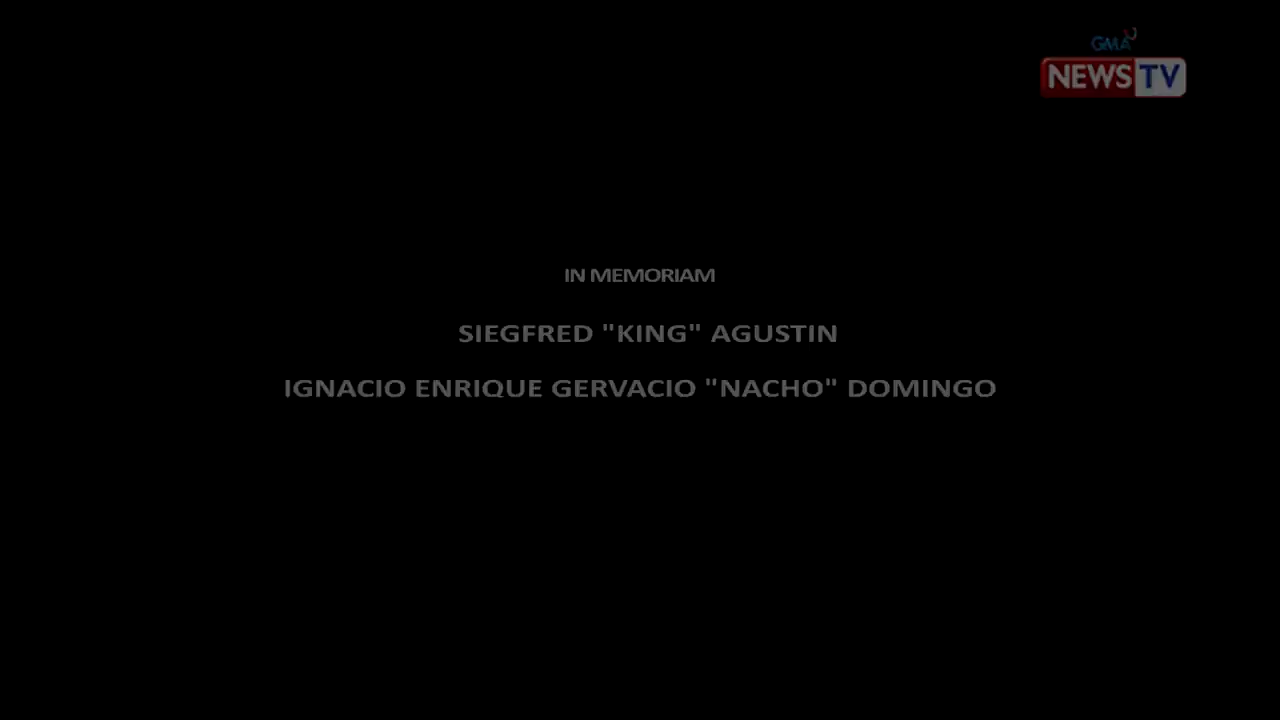 GMA
NEWS TV
IN MEMORIAM
SIEGFRED "KING" AGUSTIN
IGNACIO ENRIQUE GERVACIO "NACHO" DOMINGO